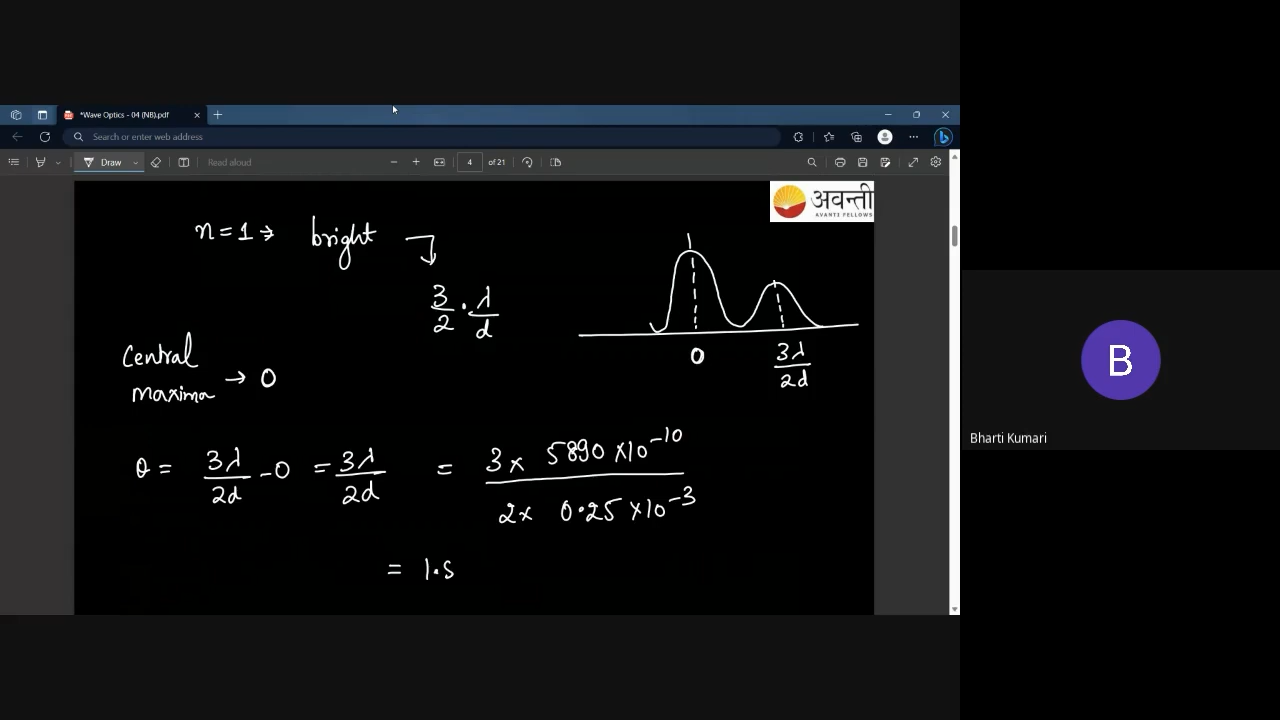 *Wave Optics - 04 (NB).pdf
Search or enter web address
Draw
Read aloud
4 of 21
अवन्ती
AVANTI FELLOWS
n=1→ bright
3/2 · λ/d
Central maxima → 0
0
3λ/2d
θ = 3λ/2d - 0 = 3λ/2d = 3 × 5890 ×10⁻¹⁰ / 2× 0.25 ×10⁻³
= 1.5
B
Bharti Kumari